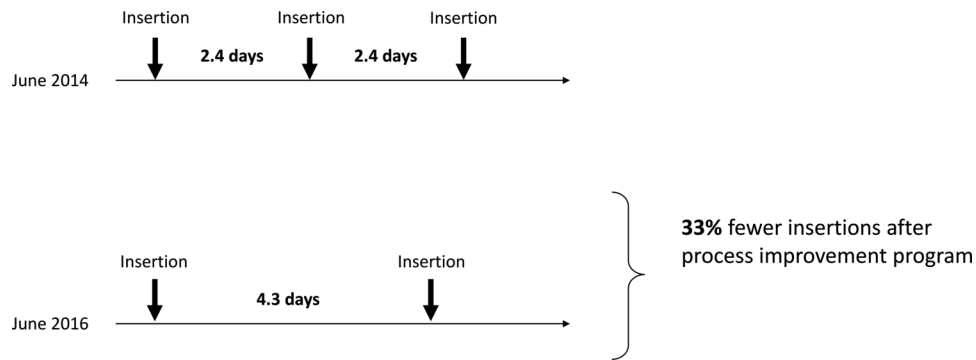 Insertion Insertion Insertion
2.4 days 2.4 days
June 2014
33% fewer insertions after
process improvement program
Insertion Insertion
4.3 days
June 2016